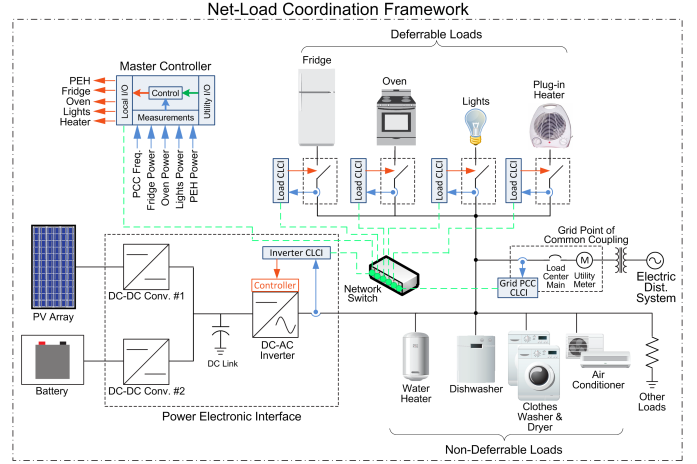 Net-Load Coordination Framework
Deferrable Loads
Master Controller
PEH
Fridge
Oven
Lights
Heater
Local I/O
Control
Measurements
Utility I/O
PCC Freq.
Fridge Power
Oven Power
Lights Power
PEH Power
Fridge
Oven
Lights
Plug-in
Heater
Load CLCI
Load CLCI
Load CLCI
Load CLCI
Grid Point of
Common Coupling
Load
Center
Main
M
Utility
Meter
Electric
Dist.
System
Grid PCC
CLCI
Network
Switch
Inverter CLCI
Controller
DC-DC Conv. #1
PV Array
DC-AC
Inverter
DC Link
Battery
DC-DC Conv. #2
Power Electronic Interface
Water
Heater
Dishwasher
Clothes
Washer &
Dryer
Air
Conditioner
Other
Loads
Non-Deferrable Loads